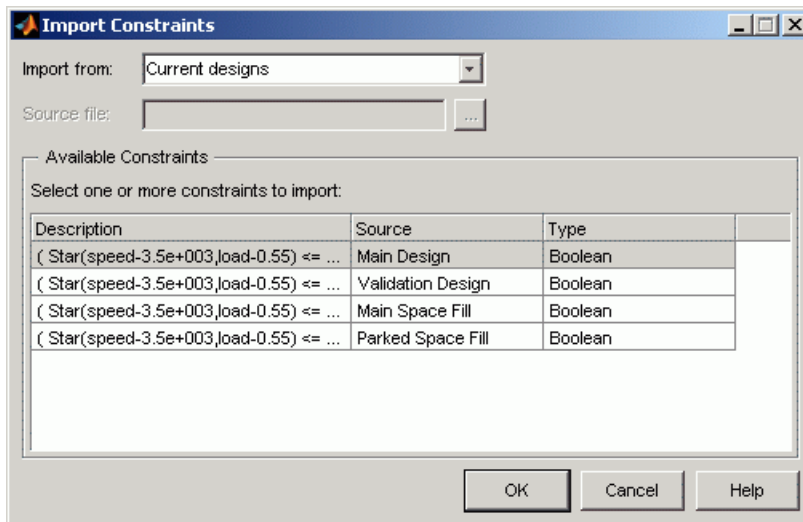 Import Constraints
Import from: Current designs
Source file: ...
Available Constraints
Select one or more constraints to import:
Description Source Type
( Star(speed-3.5e+003,load-0.55) <= ... Main Design Boolean
( Star(speed-3.5e+003,load-0.55) <= ... Validation Design Boolean
( Star(speed-3.5e+003,load-0.55) <= ... Main Space Fill Boolean
( Star(speed-3.5e+003,load-0.55) <= ... Parked Space Fill Boolean
OK Cancel Help